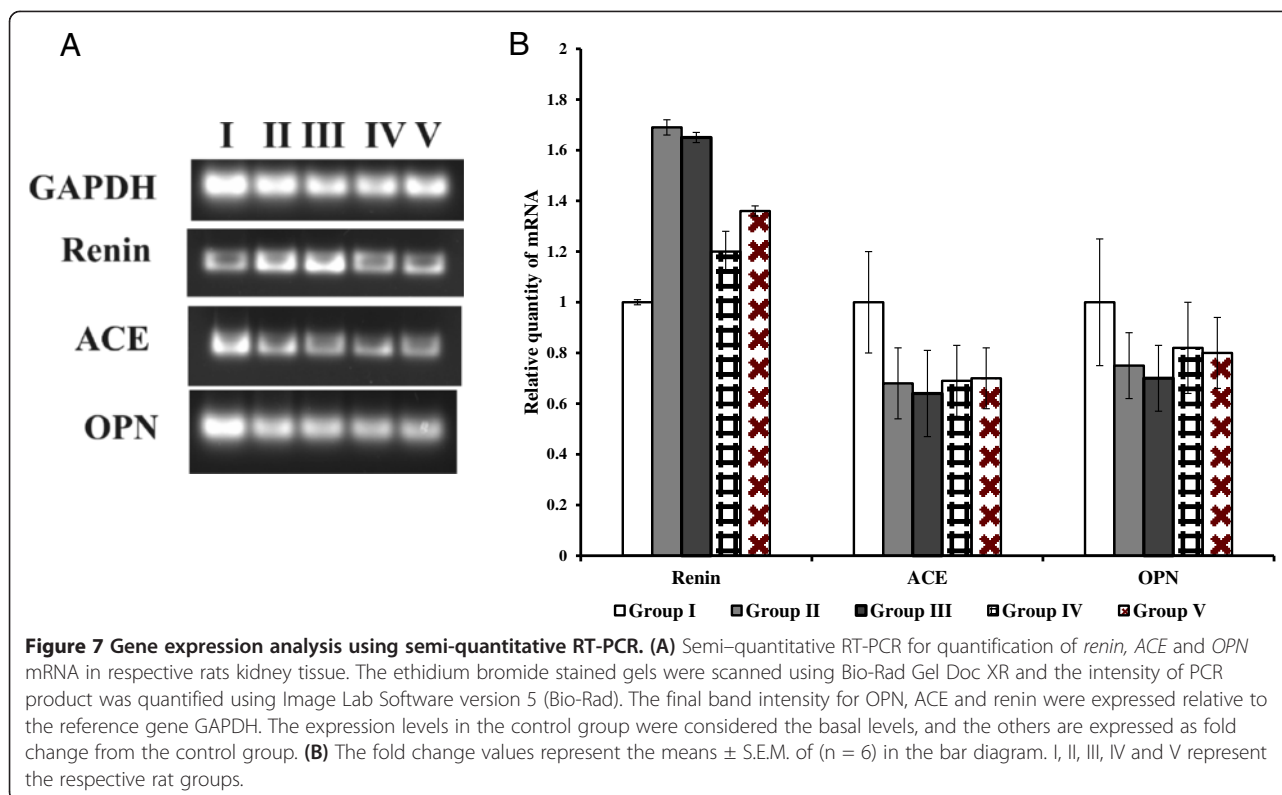 A
I II III IV V
GAPDH
Renin
ACE
OPN
B
Relative quantity of mRNA
2
1.8
1.6
1.4
1.2
1
0.8
0.6
0.4
0.2
0
Renin ACE OPN
Group I Group II Group III Group IV Group V
Figure 7 Gene expression analysis using semi-quantitative RT-PCR. (A) Semi–quantitative RT-PCR for quantification of renin, ACE and OPN
mRNA in respective rats kidney tissue. The ethidium bromide stained gels were scanned using Bio-Rad Gel Doc XR and the intensity of PCR
product was quantified using Image Lab Software version 5 (Bio-Rad). The final band intensity for OPN, ACE and renin were expressed relative to
the reference gene GAPDH. The expression levels in the control group were considered the basal levels, and the others are expressed as fold
change from the control group. (B) The fold change values represent the means ± S.E.M. of (n = 6) in the bar diagram. I, II, III, IV and V represent
the respective rat groups.